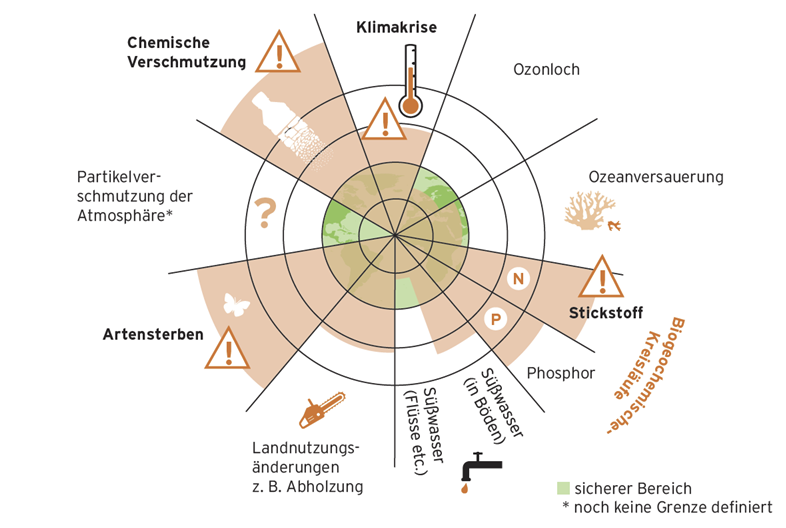 Klimakrise
Chemische
Verschmutzung
Ozonloch
Partikelver-
schmutzung der
Atmosphäre*
?
Ozeanversauerung
N
P
Stickstoff
Phosphor
Biogeochemische-
Kreisläufe
Artensterben
Süßwasser
(in Böden)
Süßwasser
(Flüsse etc.)
Landnutzungs-
änderungen
z. B. Abholzung
sicherer Bereich
* noch keine Grenze definiert